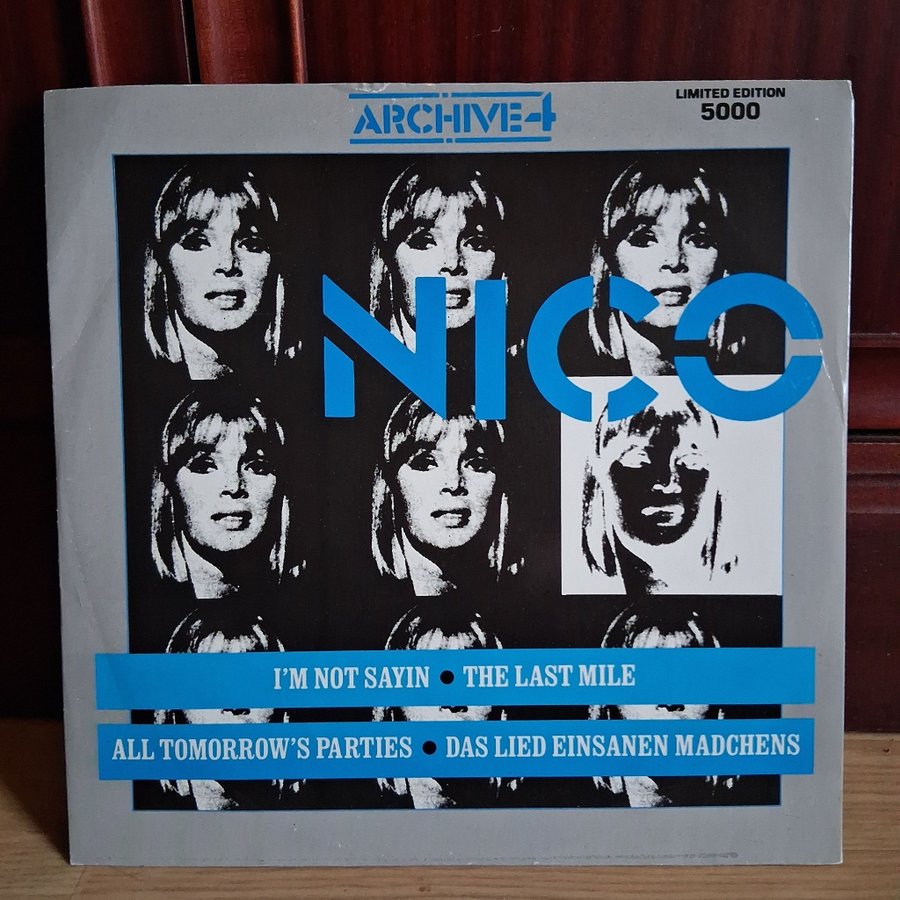 ARCHIVE 4
LIMITED EDITION
5000
NICO
I'M NOT SAYIN • THE LAST MILE
ALL TOMORROW'S PARTIES • DAS LIED EINSANEN MADCHENS